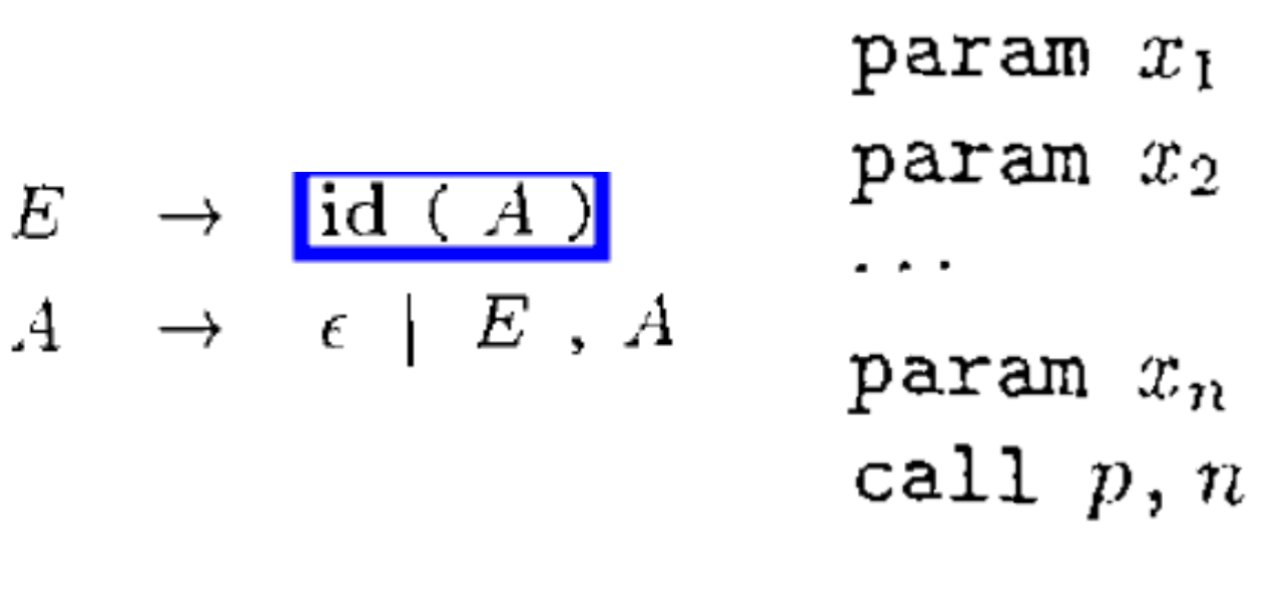 E → id ( A )
A → ϵ | E , A
param x₁
param x₂
...
param xₙ
call p, n